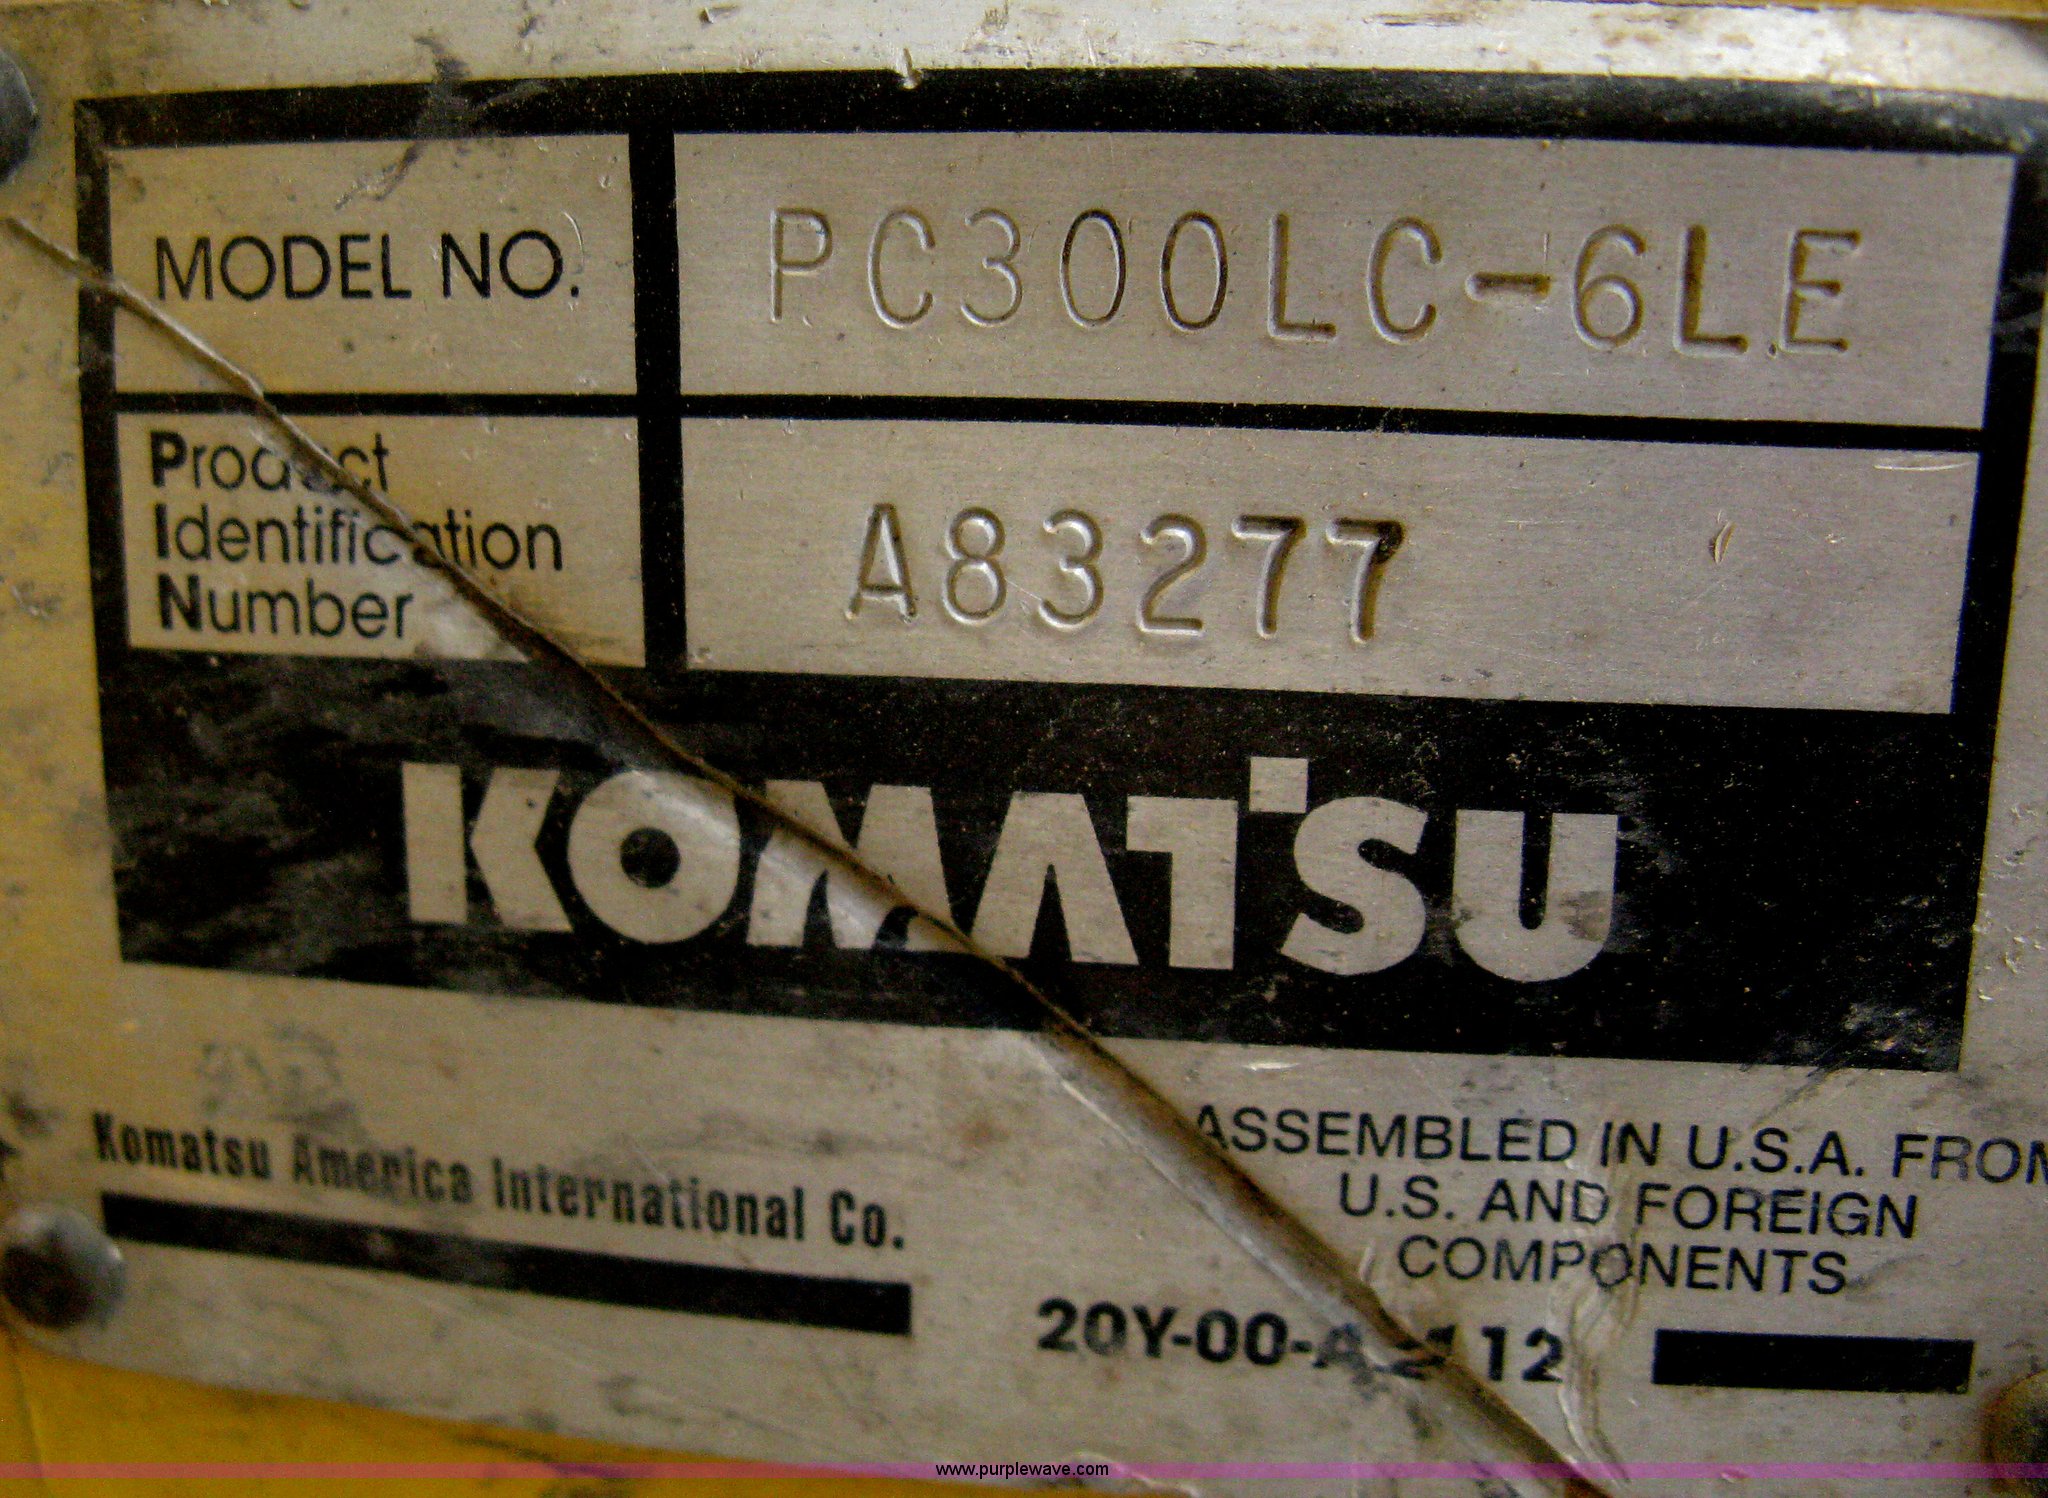 MODEL NO. PC300LC-6LE
Product
Identification
Number
A83277
KOMATSU
Komatsu America International Co.
ASSEMBLED IN U.S.A. FROM
U.S. AND FOREIGN
COMPONENTS
www.purplewave.com